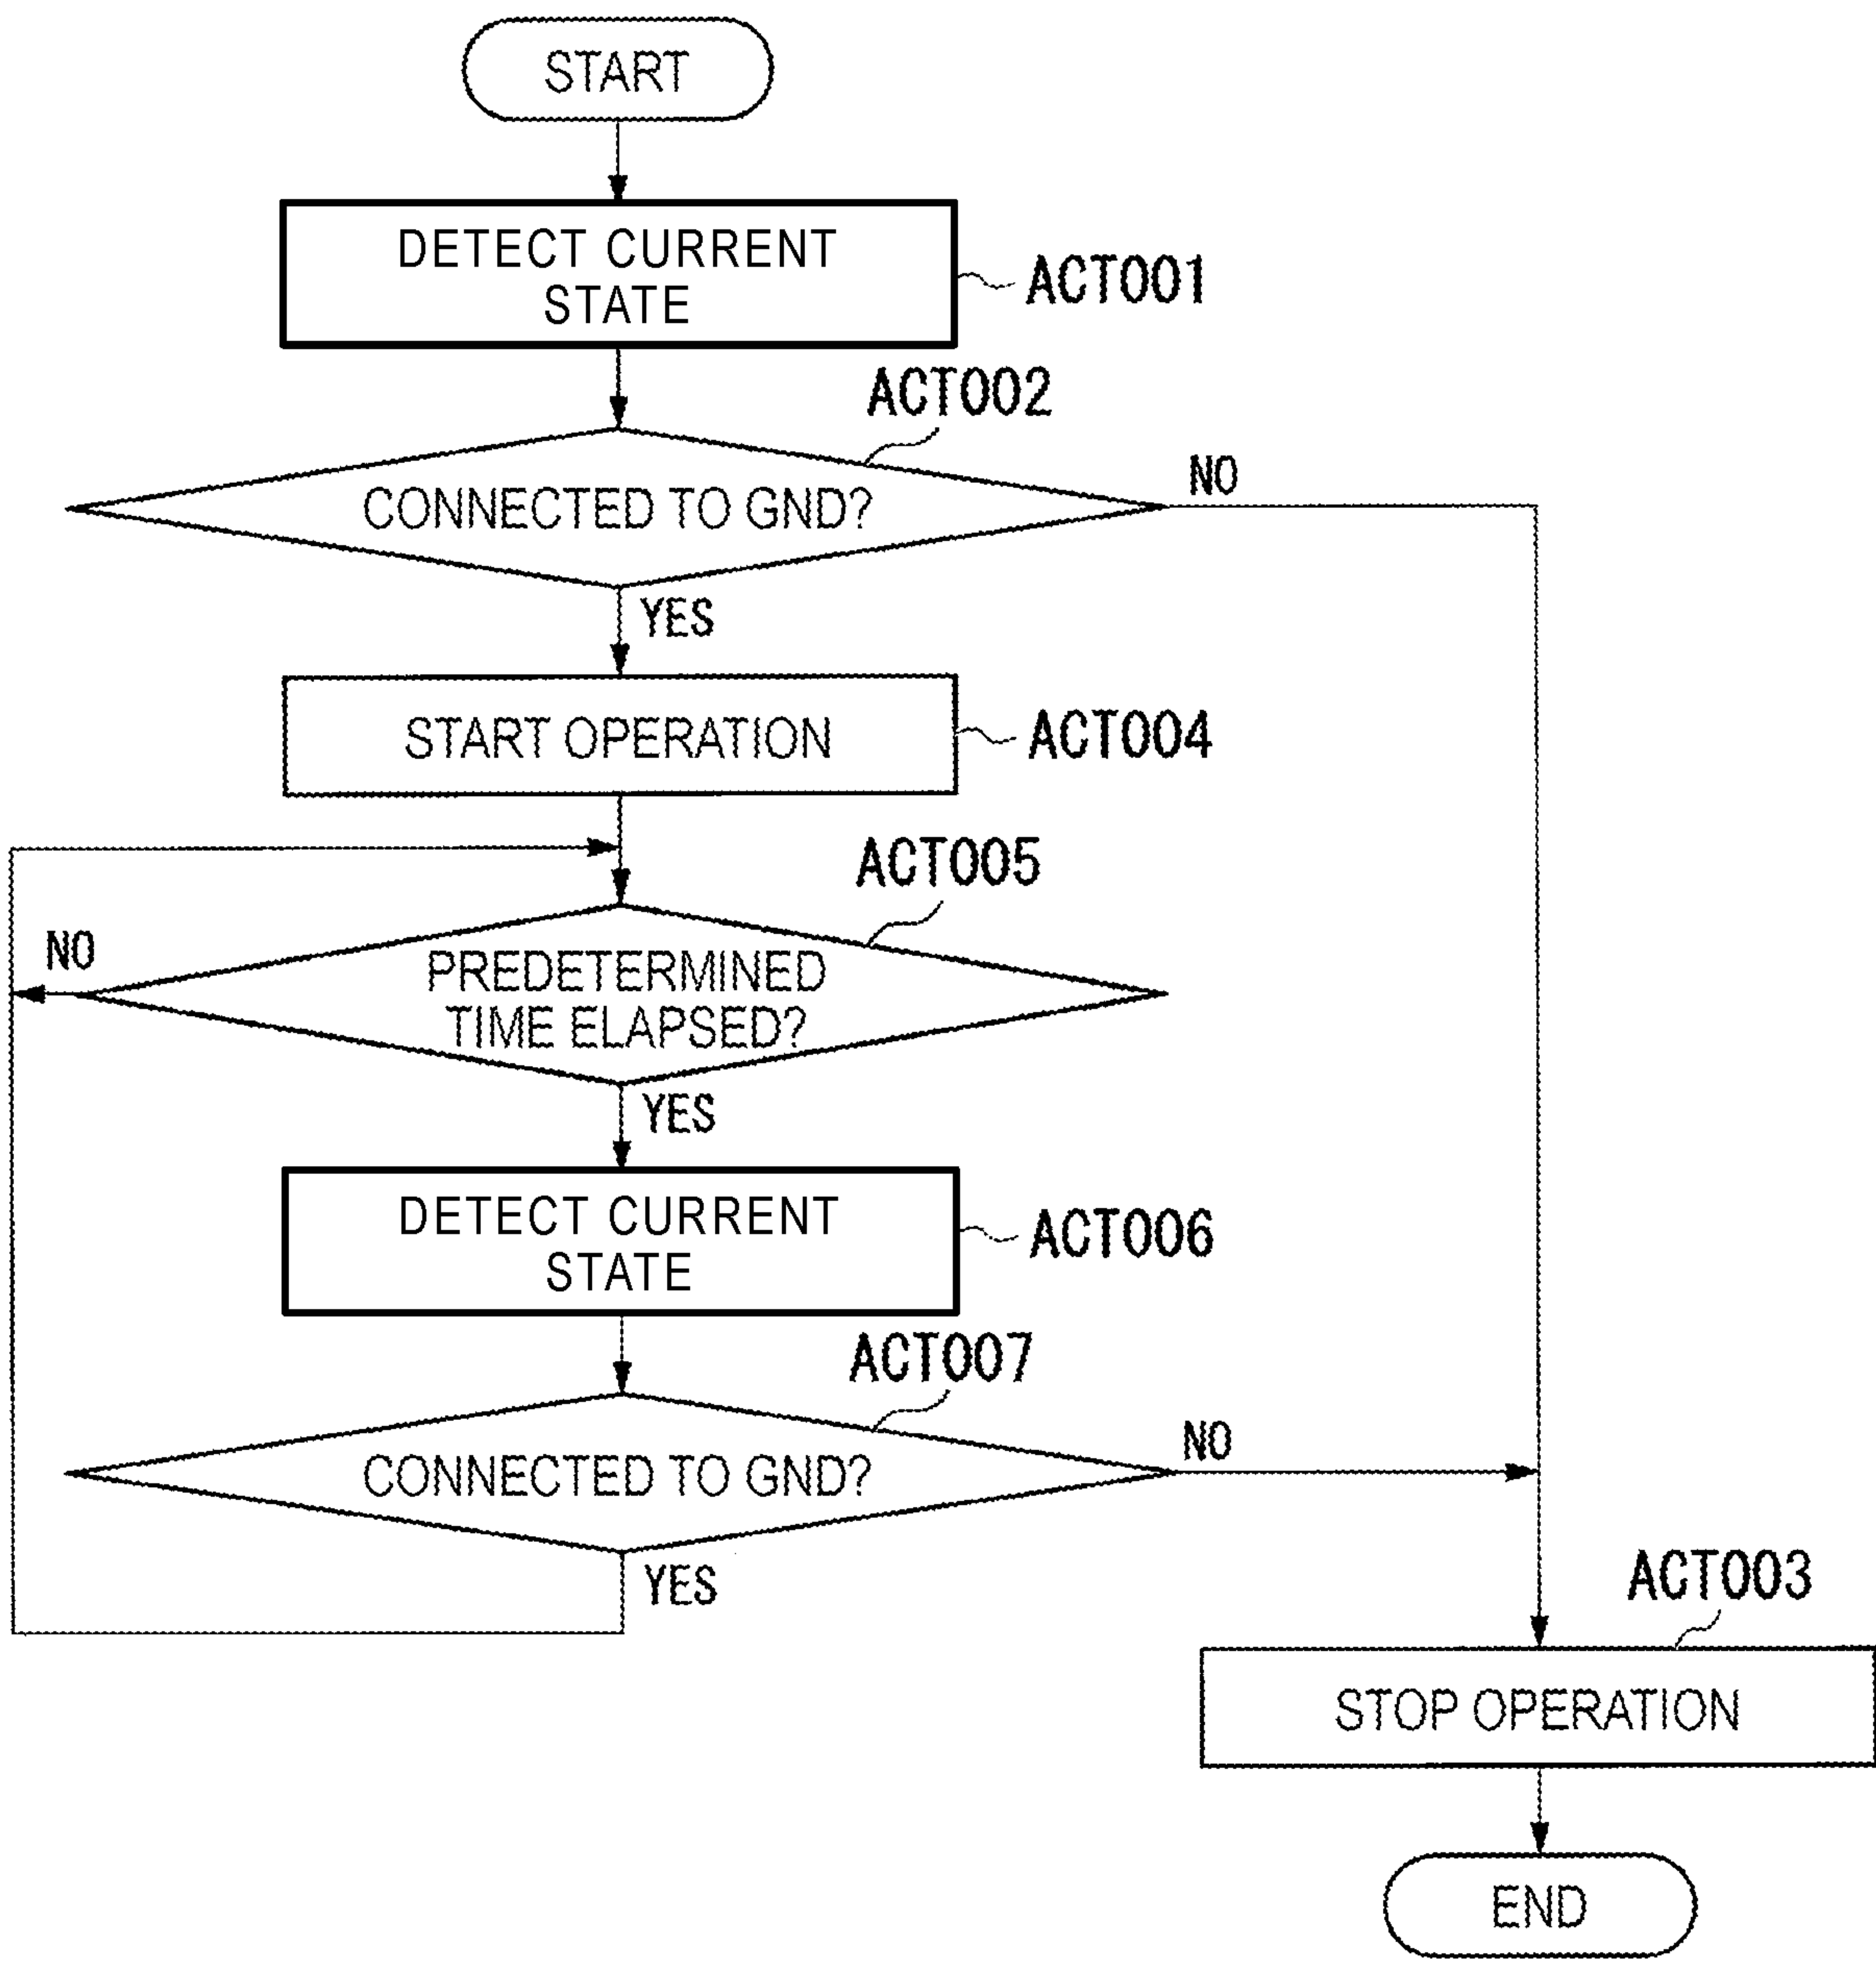 START
DETECT CURRENT
STATE
ACT001
ACT002
CONNECTED TO GND?
NO
YES
START OPERATION
ACT004
ACT005
NO
PREDETERMINED
TIME ELAPSED?
YES
DETECT CURRENT
STATE
ACT006
ACT007
CONNECTED TO GND?
NO
YES
ACT003
STOP OPERATION
END